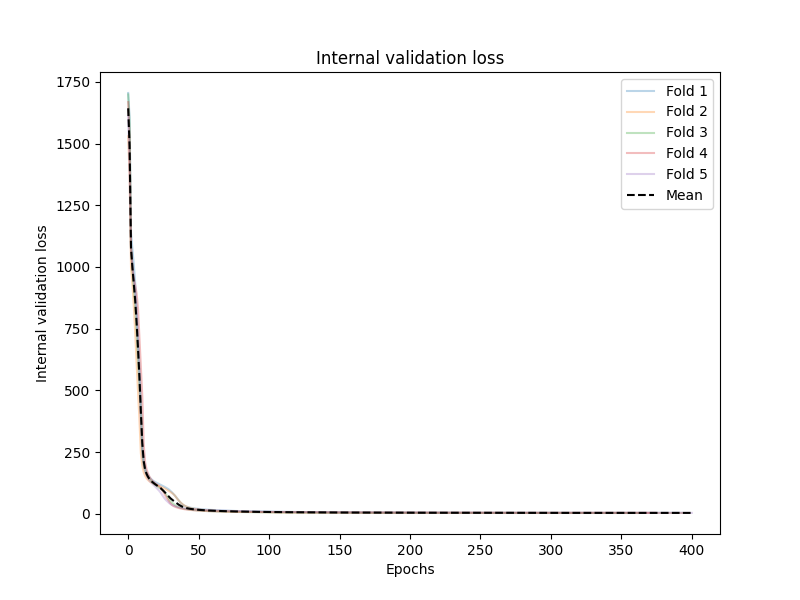 Internal validation loss
1750
1500
1250
1000
750
500
250
0
Internal validation loss
Fold 1
Fold 2
Fold 3
Fold 4
Fold 5
Mean
0 50 100 150 200 250 300 350 400
Epochs